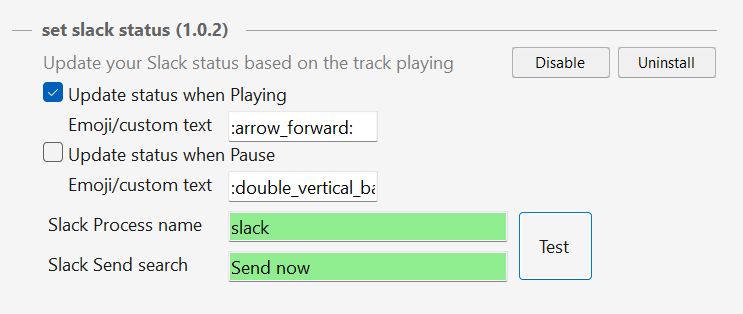 set slack status (1.0.2)
Update your Slack status based on the track playing Disable Uninstall
Update status when Playing
Emoji/custom text :arrow_forward:
Update status when Pause
Emoji/custom text :double_vertical_ba
Slack Process name slack
Test
Slack Send search Send now